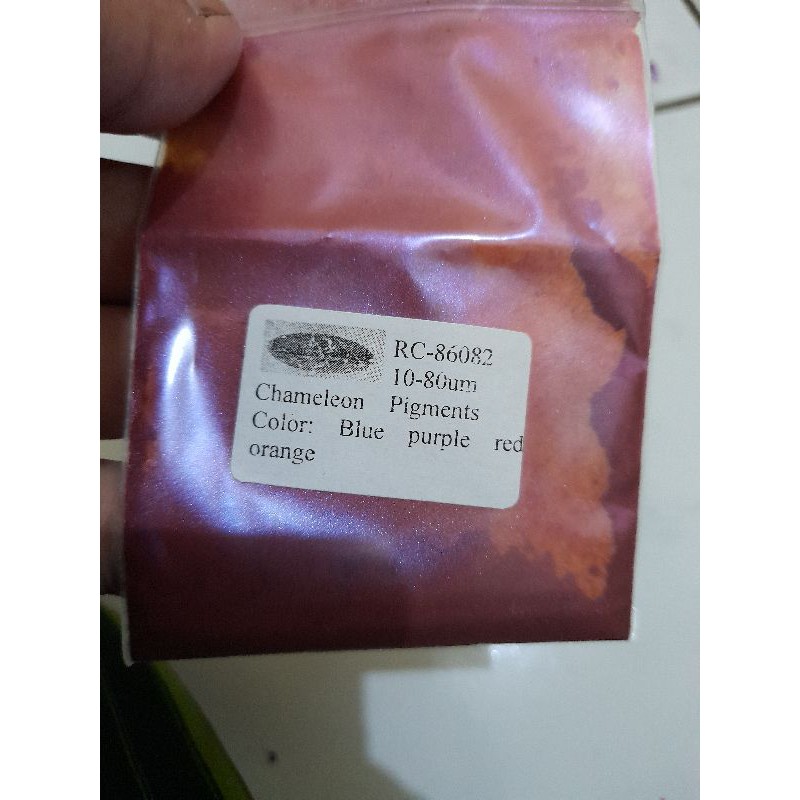 RC-86082
10-80um
Chameleon Pigments
Color: Blue purple red
orange